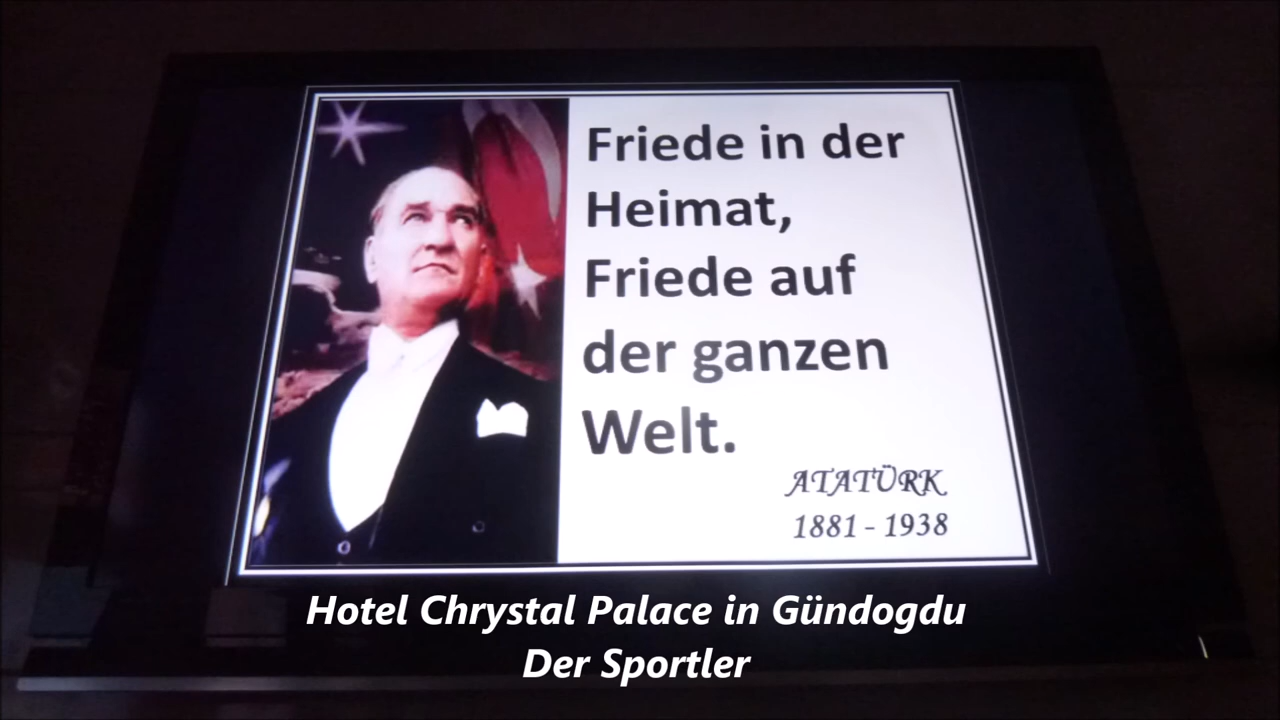 Friede in der
Heimat,
Friede auf
der ganzen
Welt.
ATATÜRK
1881 - 1938
Hotel Chrystal Palace in Gündogdu
Der Sportler